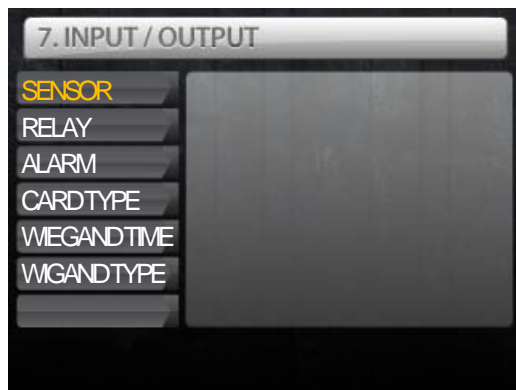 7. INPUT / OUTPUT
SENSOR
RELAY
ALARM
CARDTYPE
WIEGANDTIME
WIGANDTYPE